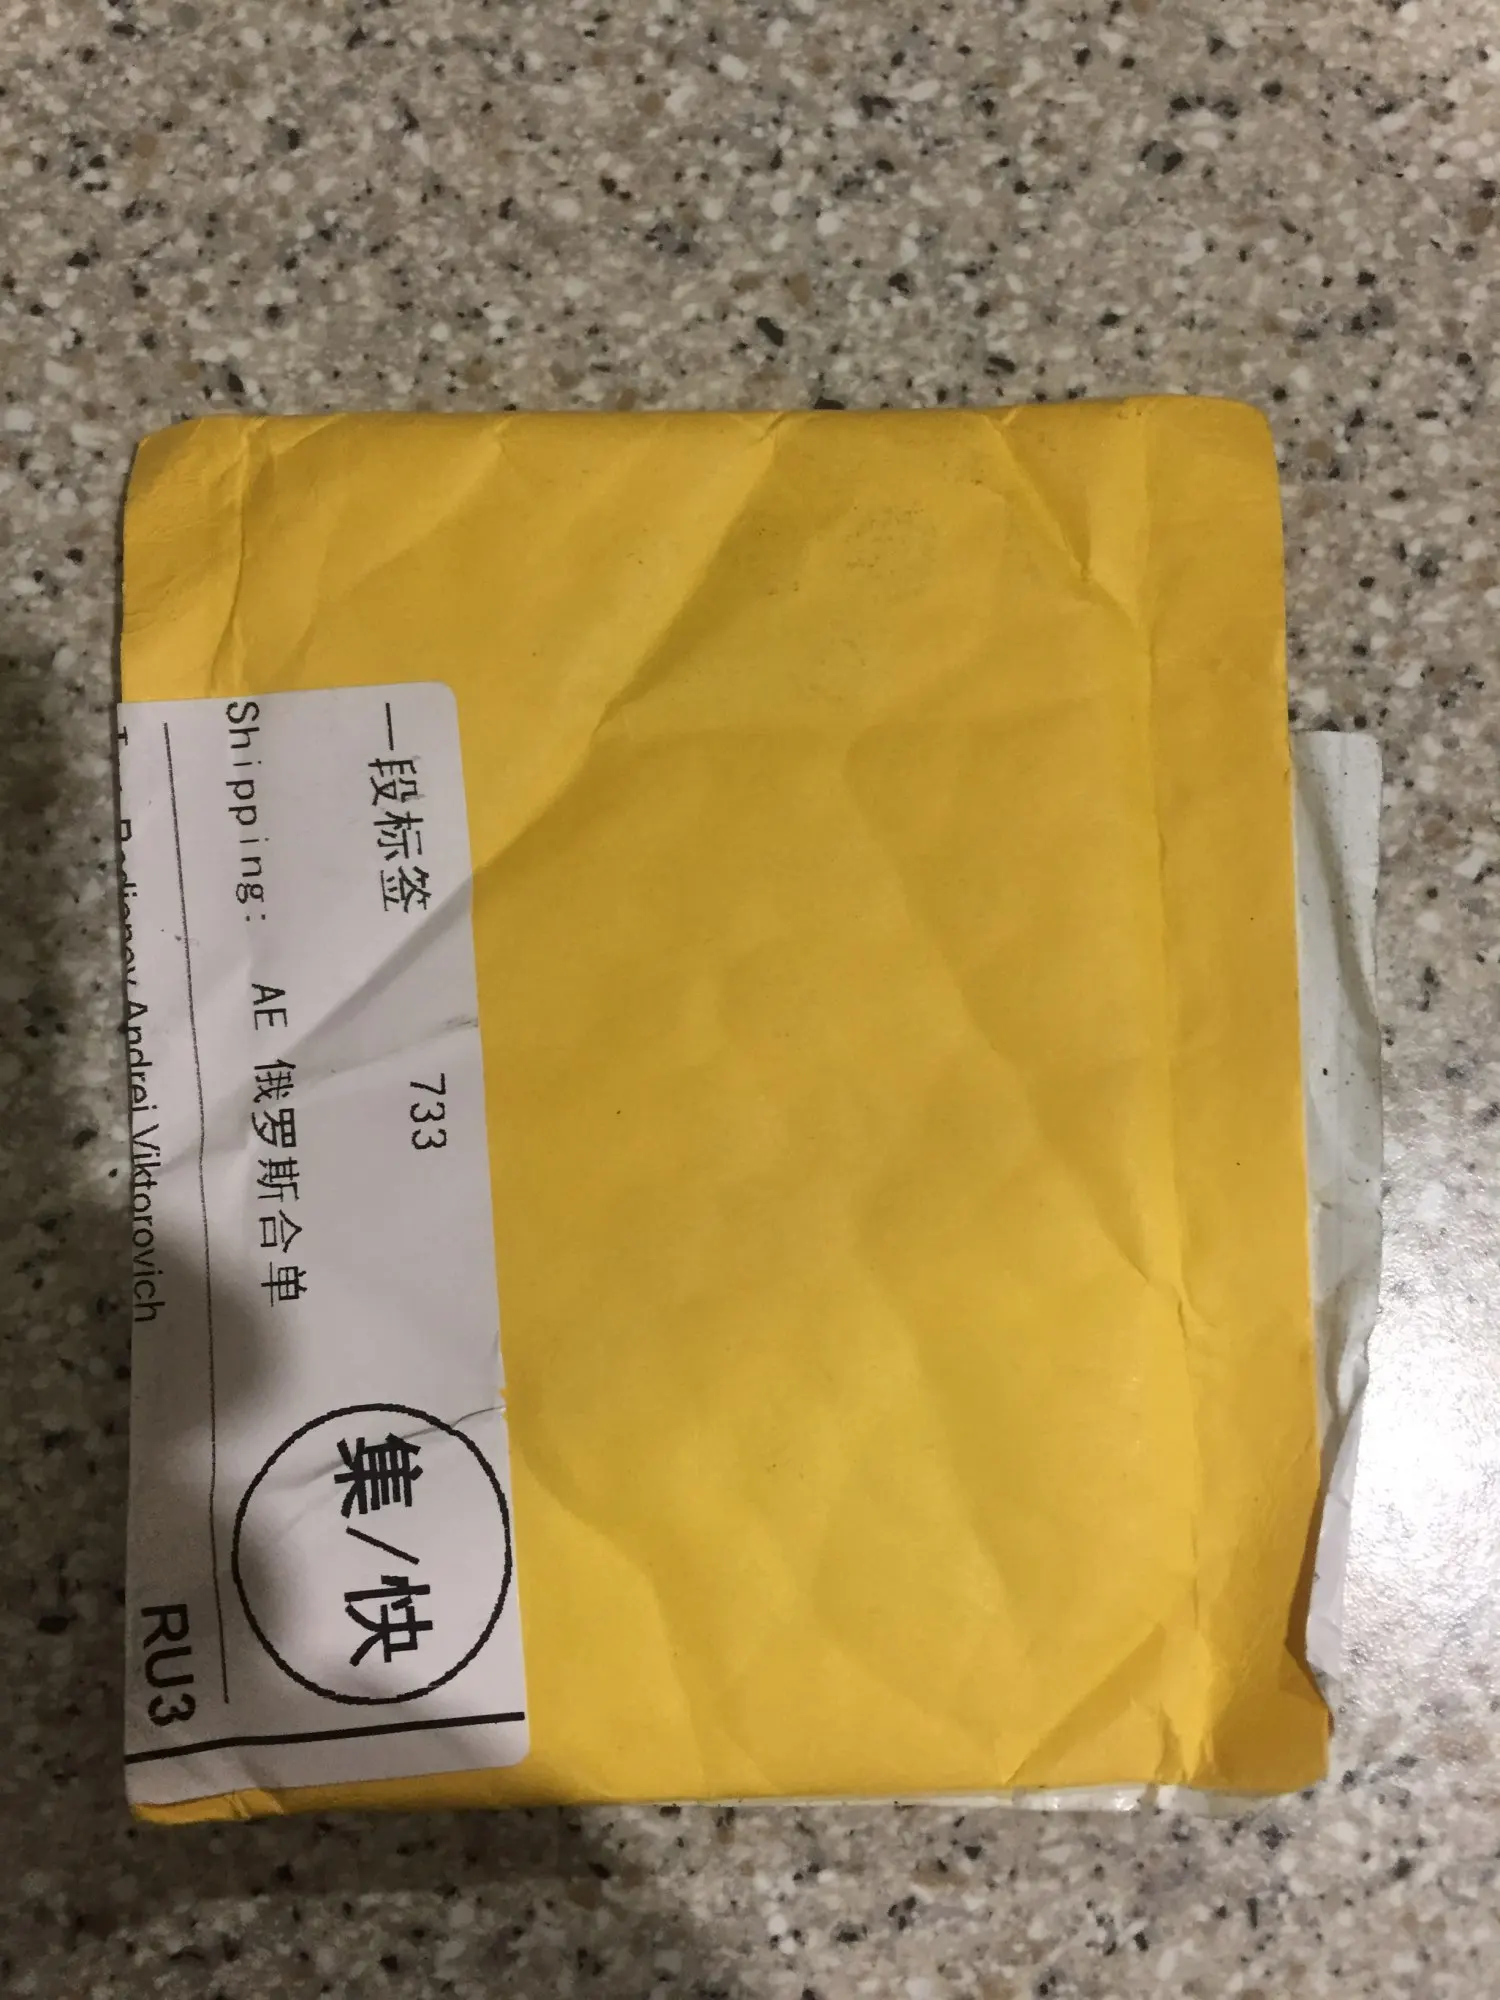 一段标签 733
Shipping: AE 俄罗斯合单
集/快
Andrei Viktorovich
RU3